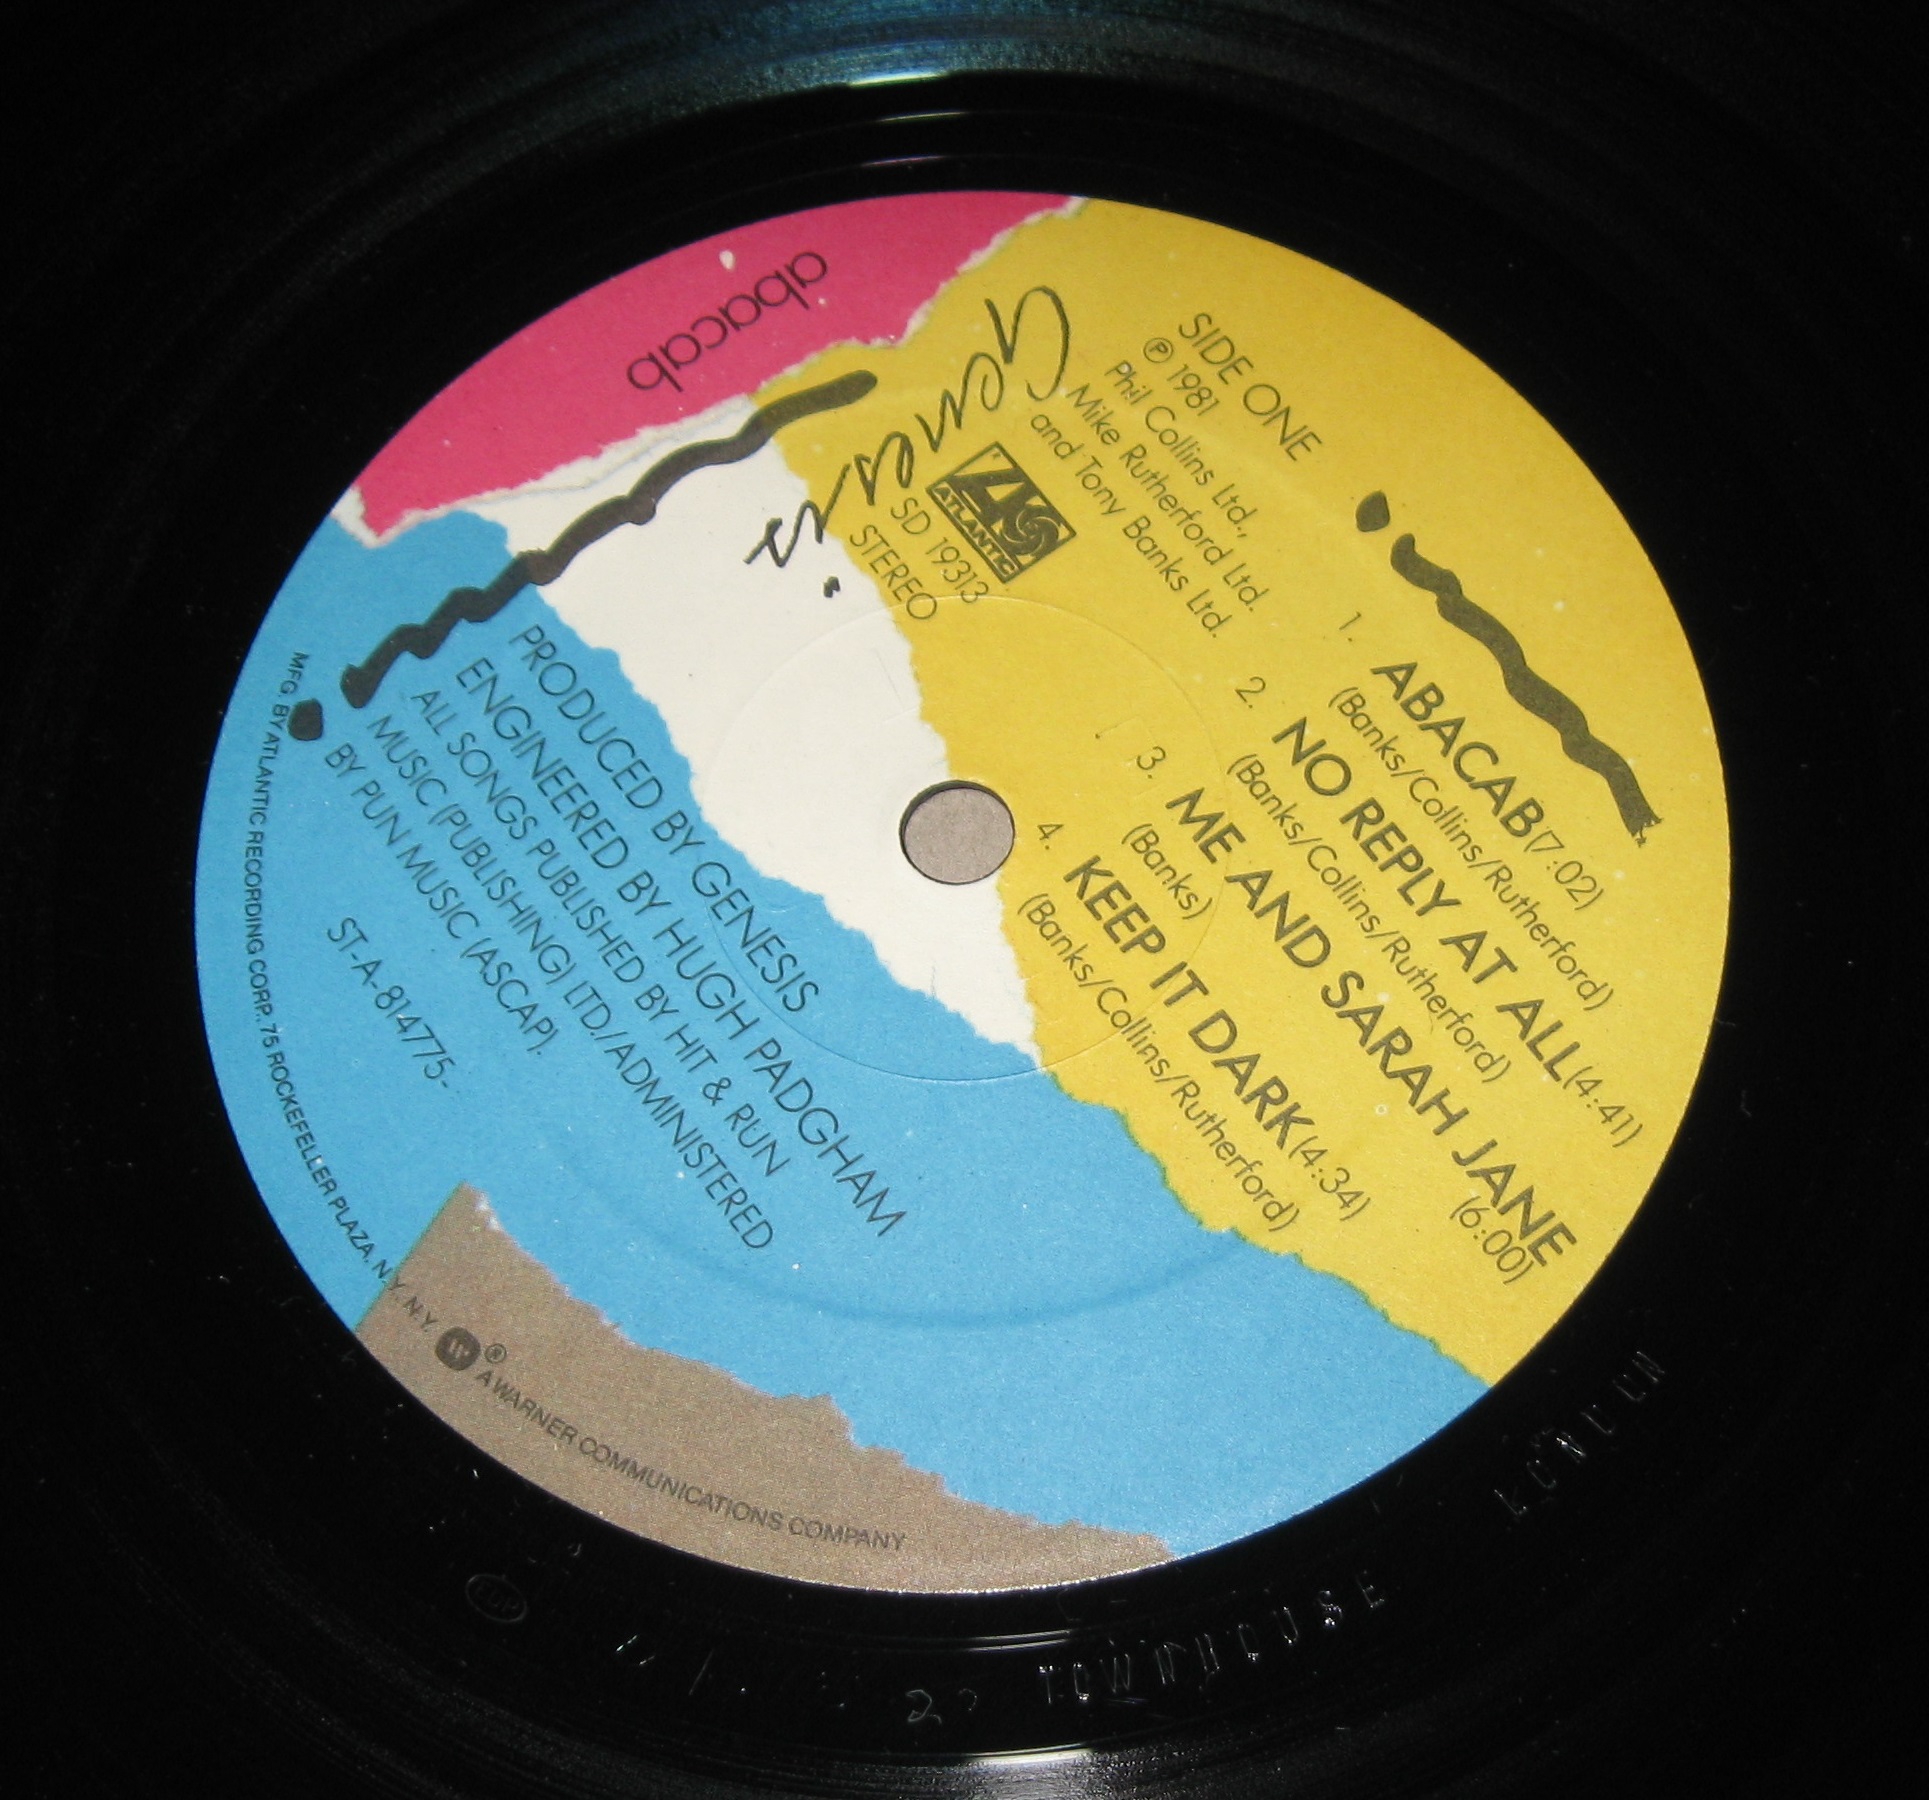 abacab
Genesis.
SIDE ONE
℗ 1981
Phil Collins Ltd.,
Mike Rutherford Ltd.
and Tony Banks Ltd.
ATLANTIC
SD 19313
STEREO
1. ABACAB (7:02)
(Banks/Collins/Rutherford)
2. NO REPLY AT ALL (4:41)
(Banks/Collins/Rutherford)
3. ME AND SARAH JANE
(Banks) (6:00)
4. KEEP IT DARK (4:34)
(Banks/Collins/Rutherford)
PRODUCED BY GENESIS
ENGINEERED BY HUGH PADGHAM
ALL SONGS PUBLISHED BY HIT & RUN
MUSIC (PUBLISHING) LTD./ADMINISTERED
BY PUN MUSIC (ASCAP).
ST-A-814775-
MFG. BY ATLANTIC RECORDING CORP., 75 ROCKEFELLER PLAZA, N.Y. N.Y. ® A WARNER COMMUNICATIONS COMPANY
TOWNHOUSE LONDON